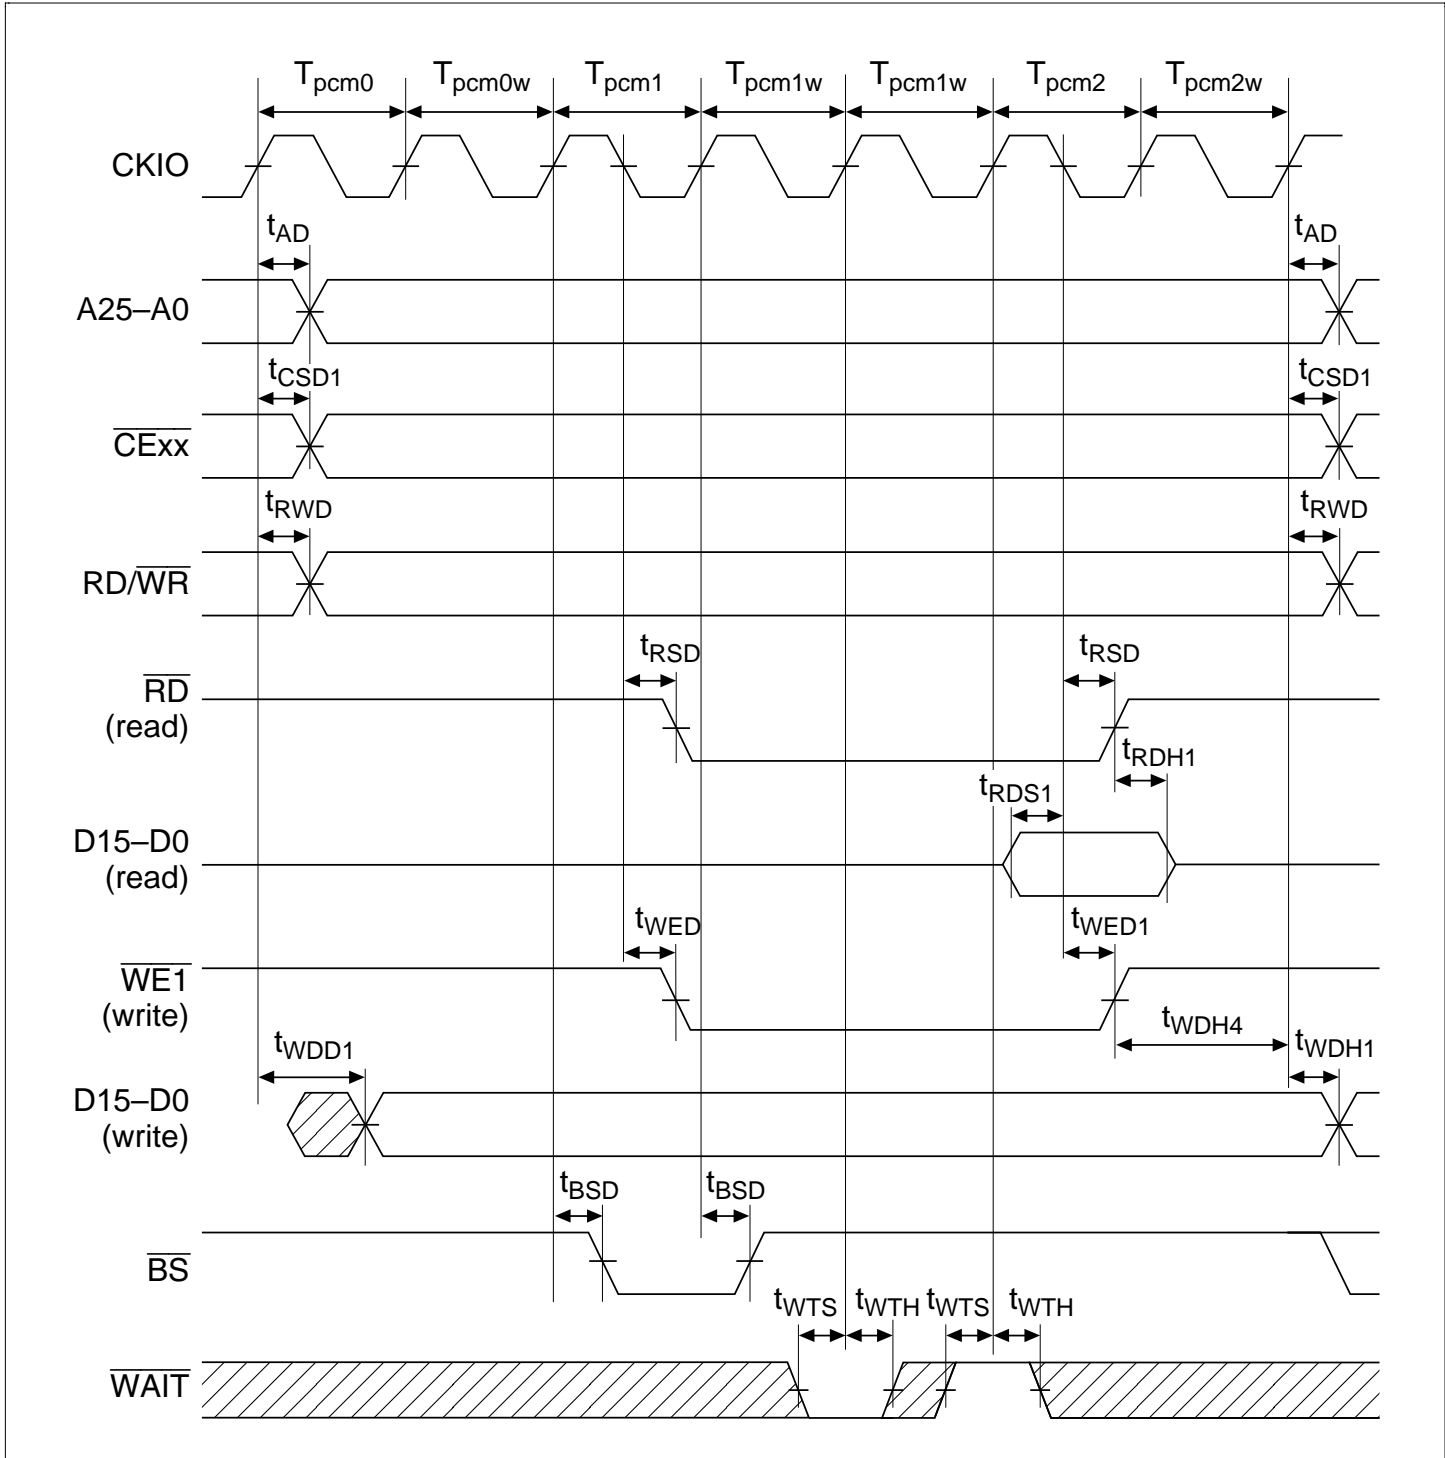 Tpcm0 Tpcm0w Tpcm1 Tpcm1w Tpcm1w Tpcm2 Tpcm2w
CKIO
tAD tAD
A25–A0
tCSD1 tCSD1
CExx
tRWD tRWD
RD/WR
tRSD tRSD
RD
(read)
tRDH1
tRDS1
D15–D0
(read)
tWED tWED1
WE1
(write)
tWDH4
tWDD1 tWDH1
D15–D0
(write)
tBSD tBSD
BS
tWTS tWTH tWTS tWTH
WAIT